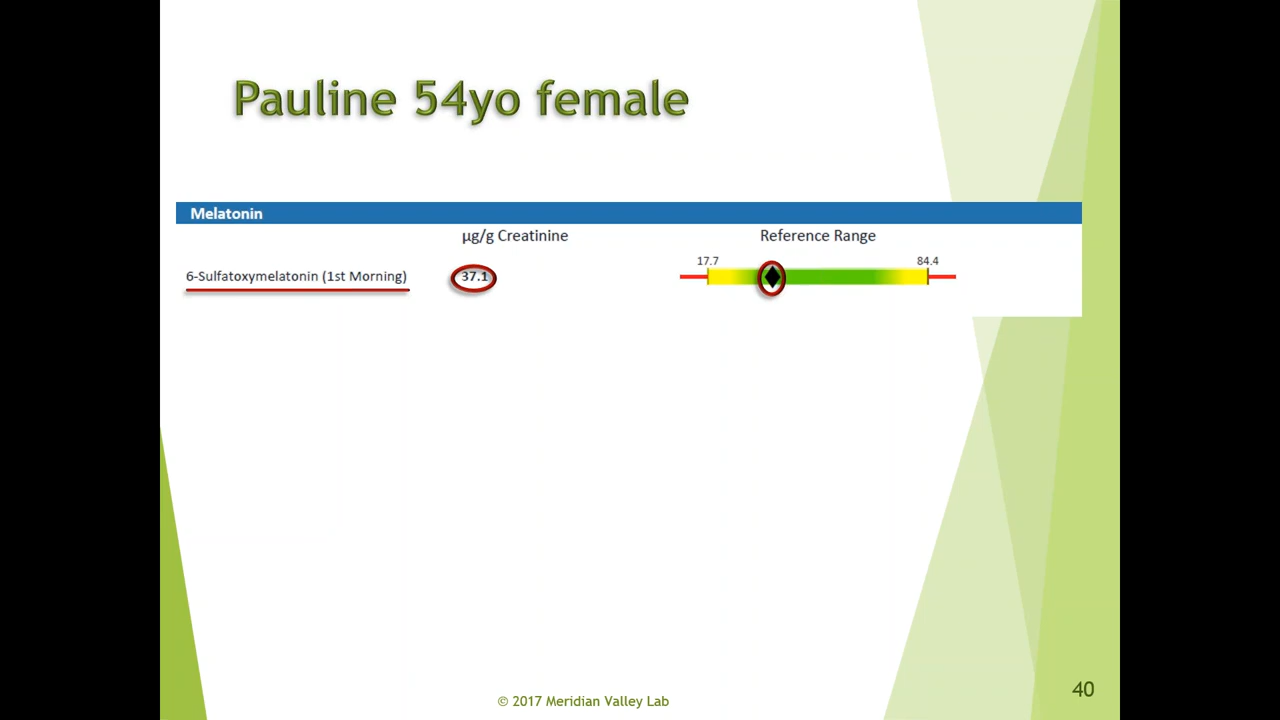 Pauline 54yo female
Melatonin
µg/g Creatinine
Reference Range
17.7
84.4
6-Sulfatoxymelatonin (1st Morning)
37.1
© 2017 Meridian Valley Lab
40